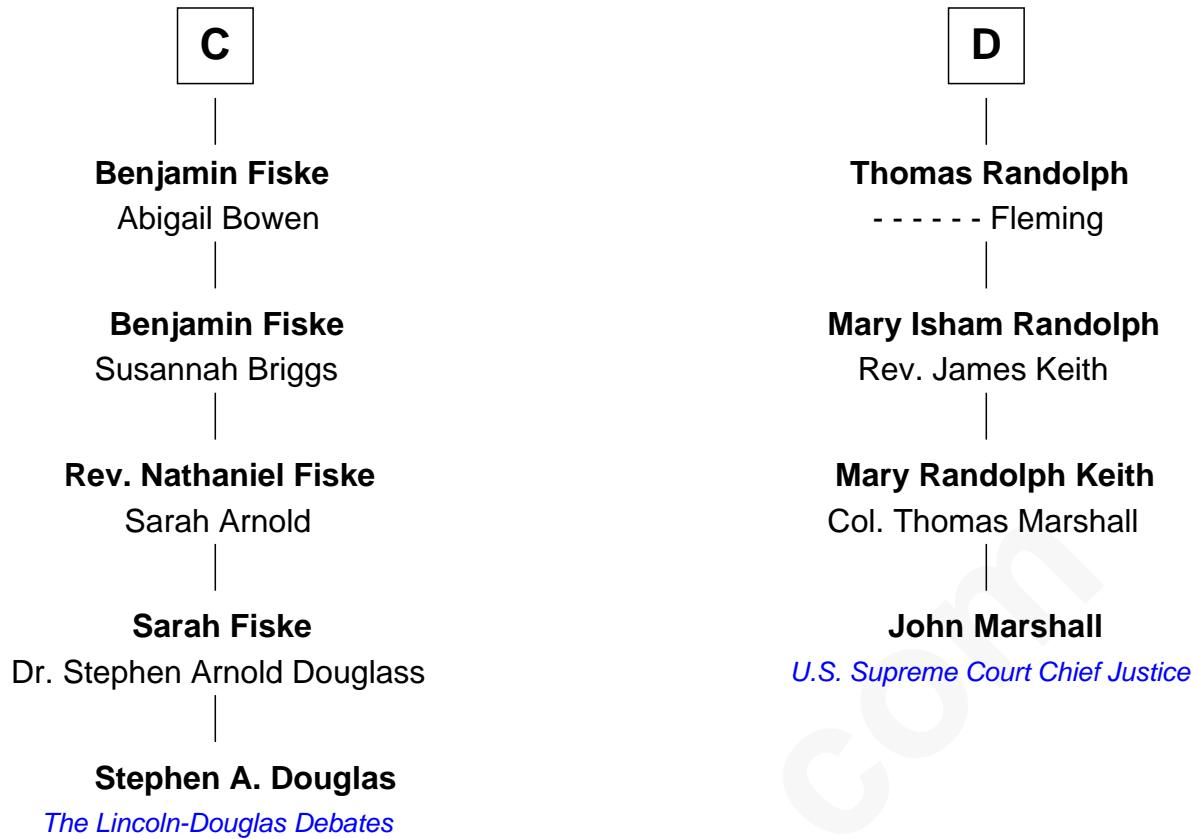 C
Benjamin Fiske
Abigail Bowen
Benjamin Fiske
Susannah Briggs
Rev. Nathaniel Fiske
Sarah Arnold
Sarah Fiske
Dr. Stephen Arnold Douglass
Stephen A. Douglas
The Lincoln-Douglas Debates
D
Thomas Randolph
- - - - - - Fleming
Mary Isham Randolph
Rev. James Keith
Mary Randolph Keith
Col. Thomas Marshall
John Marshall
U.S. Supreme Court Chief Justice
com